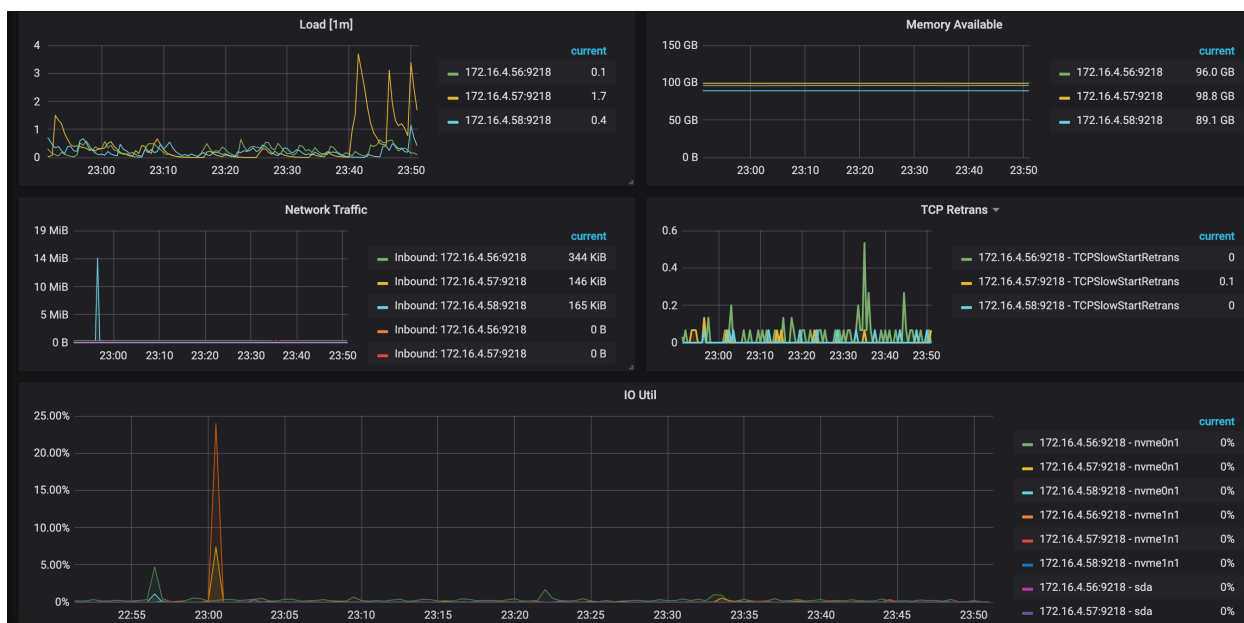 Load [1m]
4
3
2
1
0
23:00 23:10 23:20 23:30 23:40 23:50
current
172.16.4.56:9218 0.1
172.16.4.57:9218 1.7
172.16.4.58:9218 0.4
Memory Available
150 GB
100 GB
50 GB
0 B
23:00 23:10 23:20 23:30 23:40 23:50
current
172.16.4.56:9218 96.0 GB
172.16.4.57:9218 98.8 GB
172.16.4.58:9218 89.1 GB
Network Traffic
19 MiB
14 MiB
10 MiB
5 MiB
0 B
23:00 23:10 23:20 23:30 23:40 23:50
current
Inbound: 172.16.4.56:9218 344 KiB
Inbound: 172.16.4.57:9218 146 KiB
Inbound: 172.16.4.58:9218 165 KiB
Inbound: 172.16.4.56:9218 0 B
Inbound: 172.16.4.57:9218 0 B
TCP Retrans
0.6
0.4
0.2
0
23:00 23:10 23:20 23:30 23:40 23:50
current
172.16.4.56:9218 - TCPSlowStartRetrans 0
172.16.4.57:9218 - TCPSlowStartRetrans 0.1
172.16.4.58:9218 - TCPSlowStartRetrans 0
IO Util
25.00%
20.00%
15.00%
10.00%
5.00%
0%
22:55 23:00 23:05 23:10 23:15 23:20 23:25 23:30 23:35 23:40 23:45 23:50
current
172.16.4.56:9218 - nvme0n1 0%
172.16.4.57:9218 - nvme0n1 0%
172.16.4.58:9218 - nvme0n1 0%
172.16.4.56:9218 - nvme1n1 0%
172.16.4.57:9218 - nvme1n1 0%
172.16.4.58:9218 - nvme1n1 0%
172.16.4.56:9218 - sda 0%
172.16.4.57:9218 - sda 0%